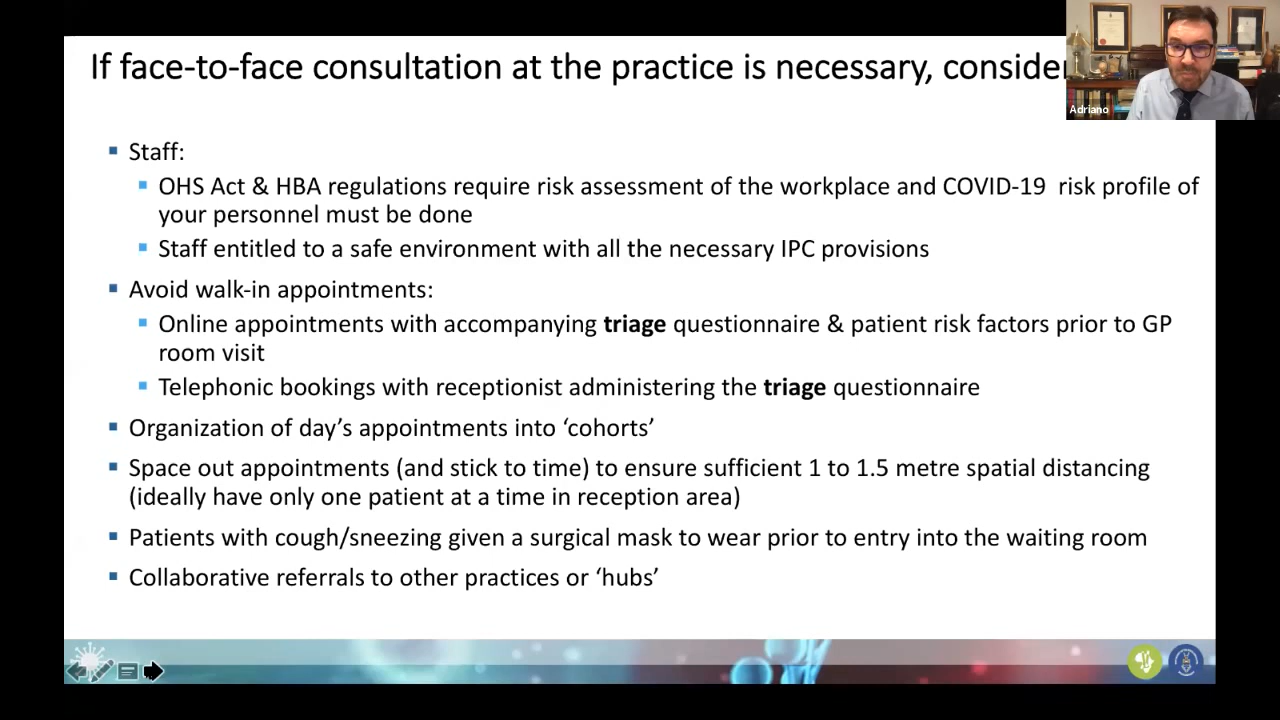 If face-to-face consultation at the practice is necessary, consider
Adriano
Staff:
OHS Act & HBA regulations require risk assessment of the workplace and COVID-19 risk profile of
your personnel must be done
Staff entitled to a safe environment with all the necessary IPC provisions
Avoid walk-in appointments:
Online appointments with accompanying triage questionnaire & patient risk factors prior to GP
room visit
Telephonic bookings with receptionist administering the triage questionnaire
Organization of day’s appointments into ‘cohorts’
Space out appointments (and stick to time) to ensure sufficient 1 to 1.5 metre spatial distancing
(ideally have only one patient at a time in reception area)
Patients with cough/sneezing given a surgical mask to wear prior to entry into the waiting room
Collaborative referrals to other practices or ‘hubs’